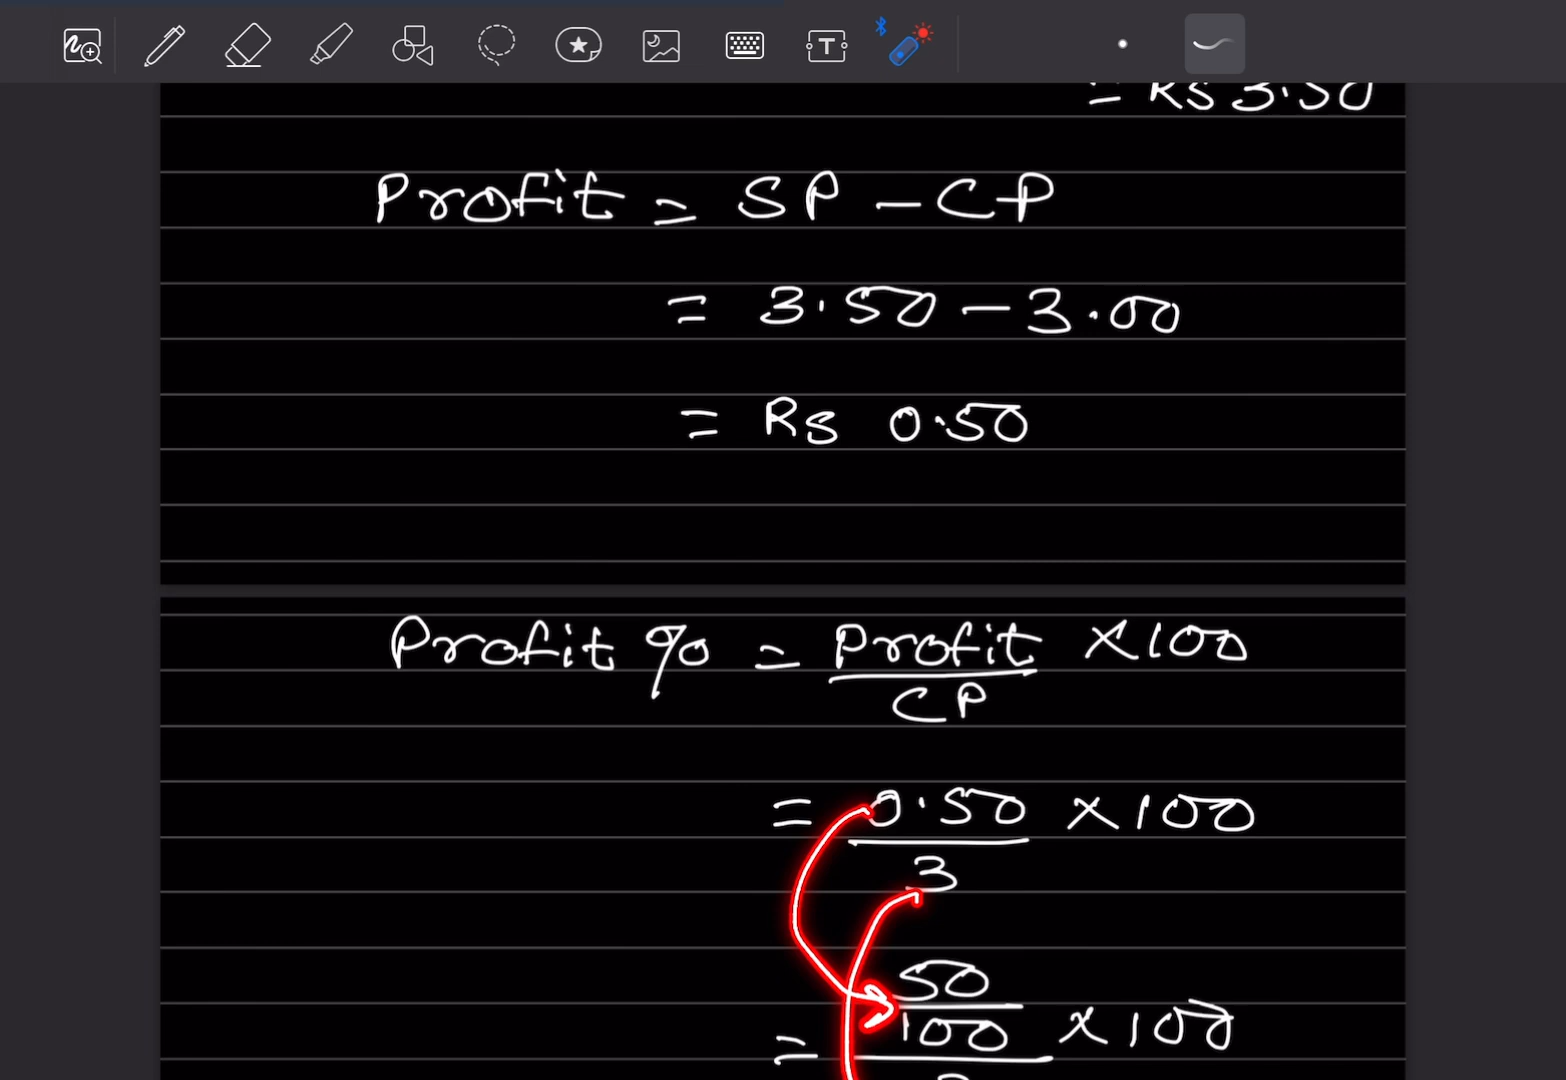 = Rs 3.50
Profit = SP - CP
= 3.50 - 3.00
= Rs 0.50
Profit % = Profit/CP × 100
= 0.50/3 × 100
= 50/100 × 100